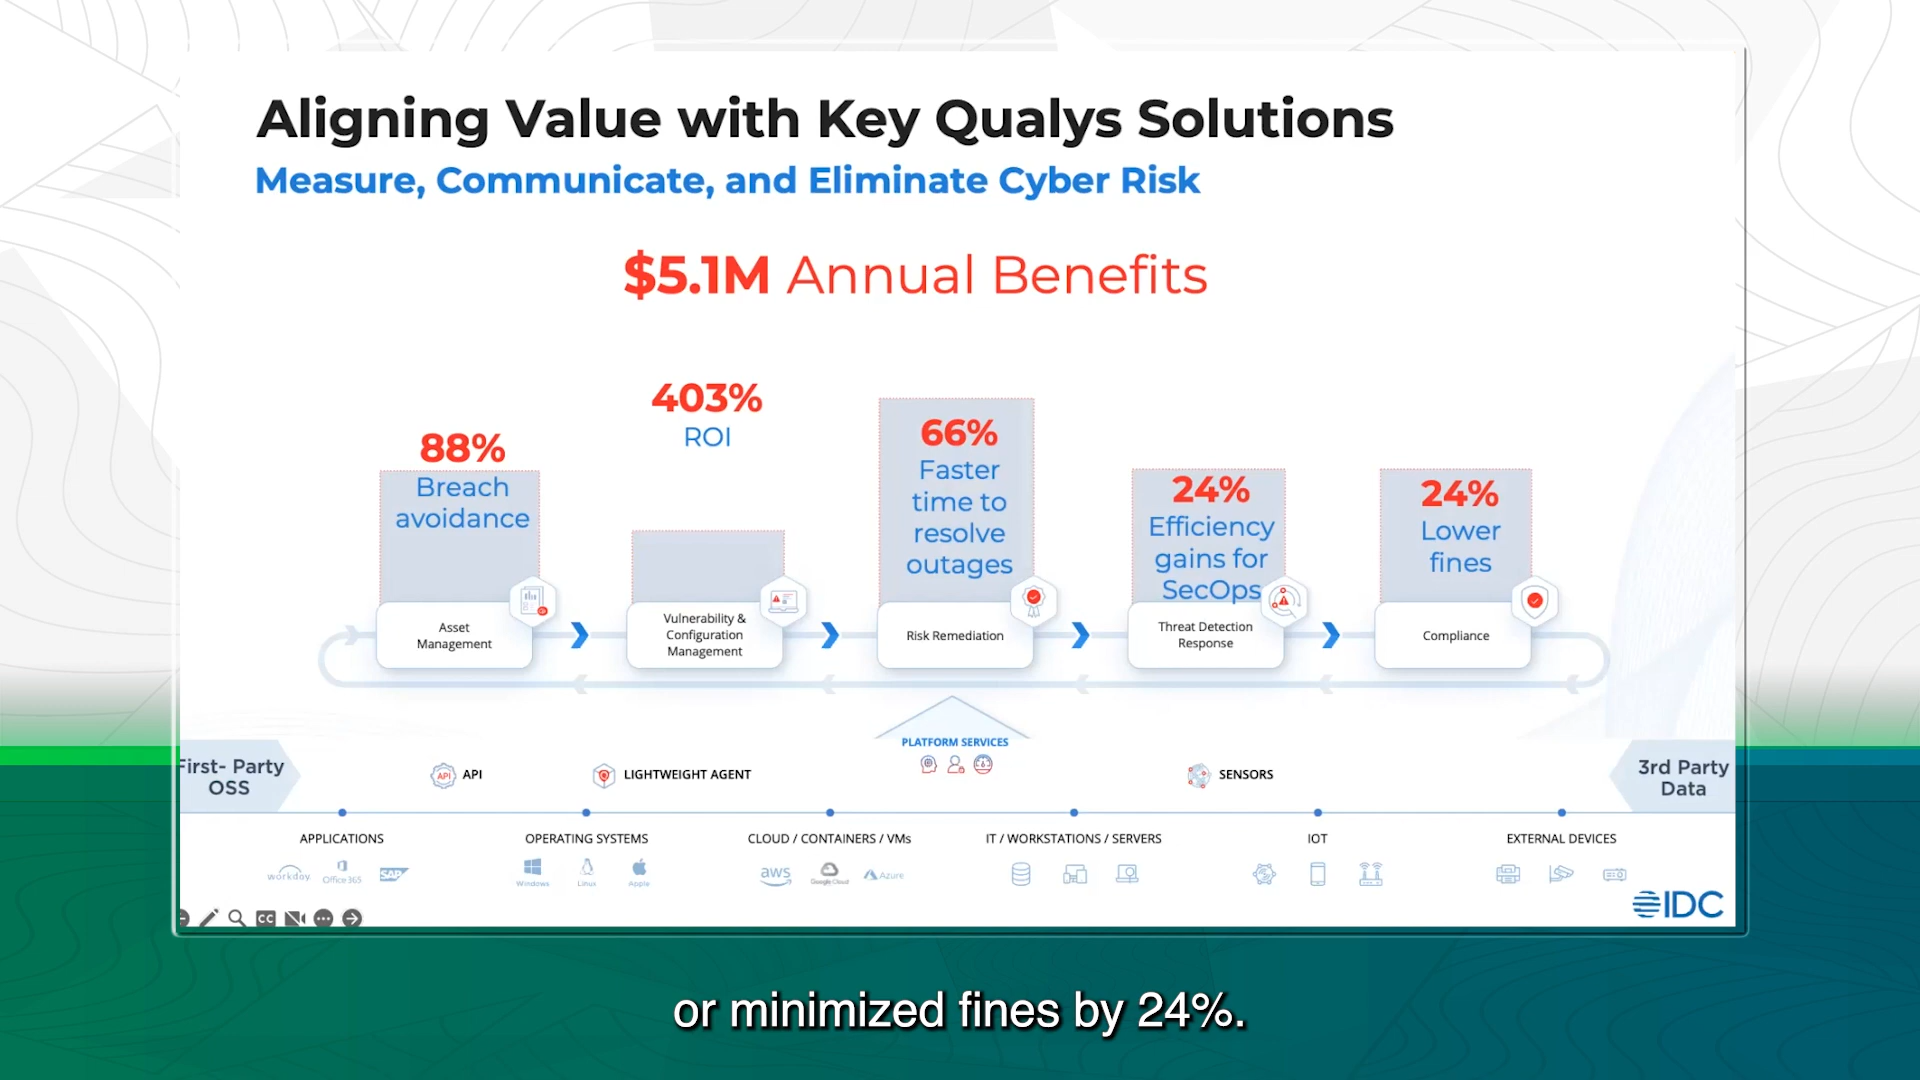 Aligning Value with Key Qualys Solutions
Measure, Communicate, and Eliminate Cyber Risk
$5.1M Annual Benefits
88%
Breach
avoidance
403%
ROI
66%
Faster
time to
resolve
outages
24%
Efficiency
gains for
SecOps
24%
Lower
fines
Asset
Management
Vulnerability &
Configuration
Management
Risk Remediation
Threat Detection
Response
Compliance
PLATFORM SERVICES
First- Party
OSS
API
API
LIGHTWEIGHT AGENT
SENSORS
3rd Party
Data
APPLICATIONS
OPERATING SYSTEMS
CLOUD / CONTAINERS / VMs
IT / WORKSTATIONS / SERVERS
IOT
EXTERNAL DEVICES
workday
Office 365
SAP
Windows
Linux
Apple
aws
Google Cloud
Azure
IDC
CC
or minimized fines by 24%.